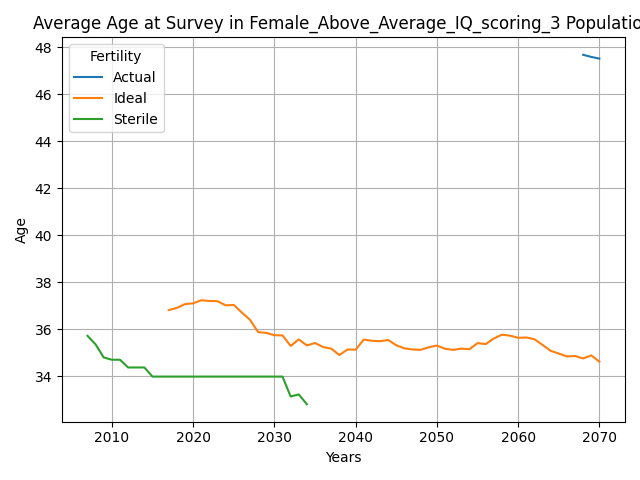 Average Age at Survey in Female_Above_Average_IQ_scoring_3 Populatio
48
46
44
42
40
38
36
34
Age
Fertility
Actual
Ideal
Sterile
2010 2020 2030 2040 2050 2060 2070
Years